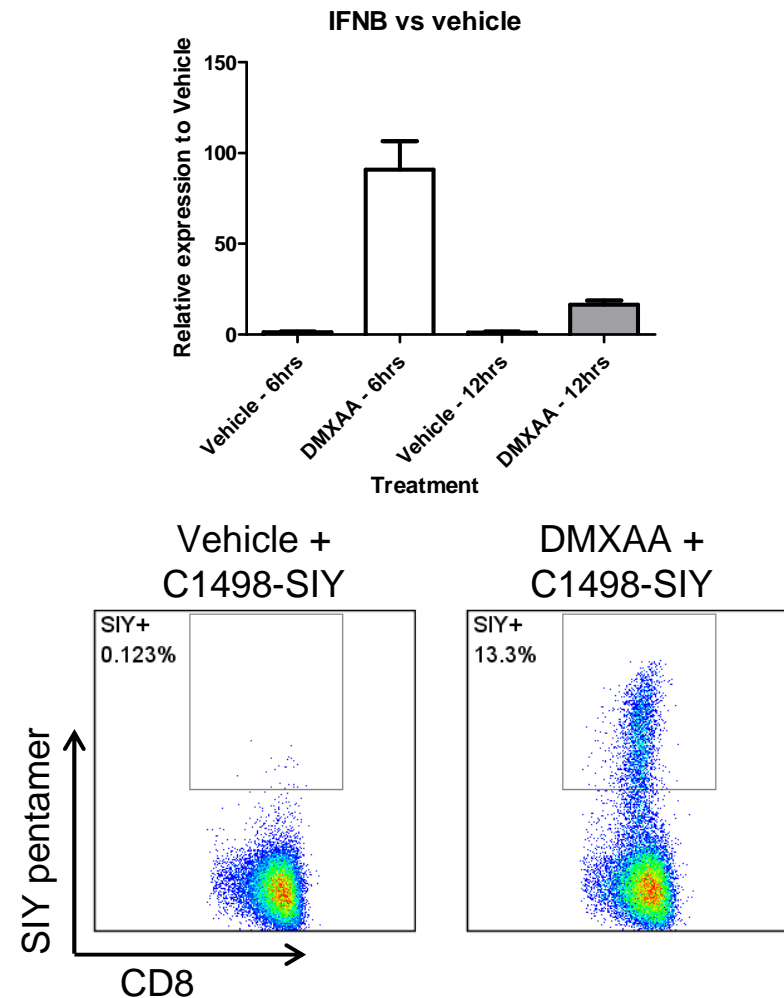 IFNB vs vehicle
Relative expression to Vehicle
150
100
50
0
Vehicle - 6hrs
DMXAA - 6hrs
Vehicle - 12hrs
DMXAA - 12hrs
Treatment
Vehicle +
C1498-SIY
DMXAA +
C1498-SIY
SIY+
0.123%
SIY+
13.3%
SIY pentamer
CD8